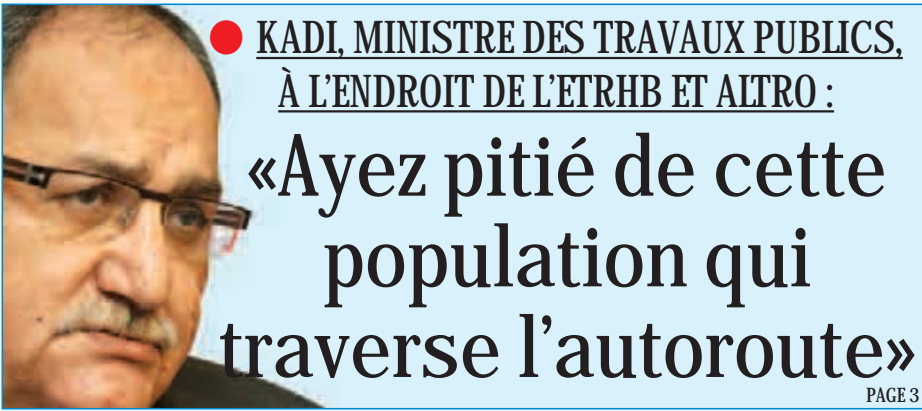 KADI, MINISTRE DES TRAVAUX PUBLICS,
À L'ENDROIT DE L'ETRHB ET ALTRO :
«Ayez pitié de cette
population qui
traverse l'autoroute»
PAGE 3